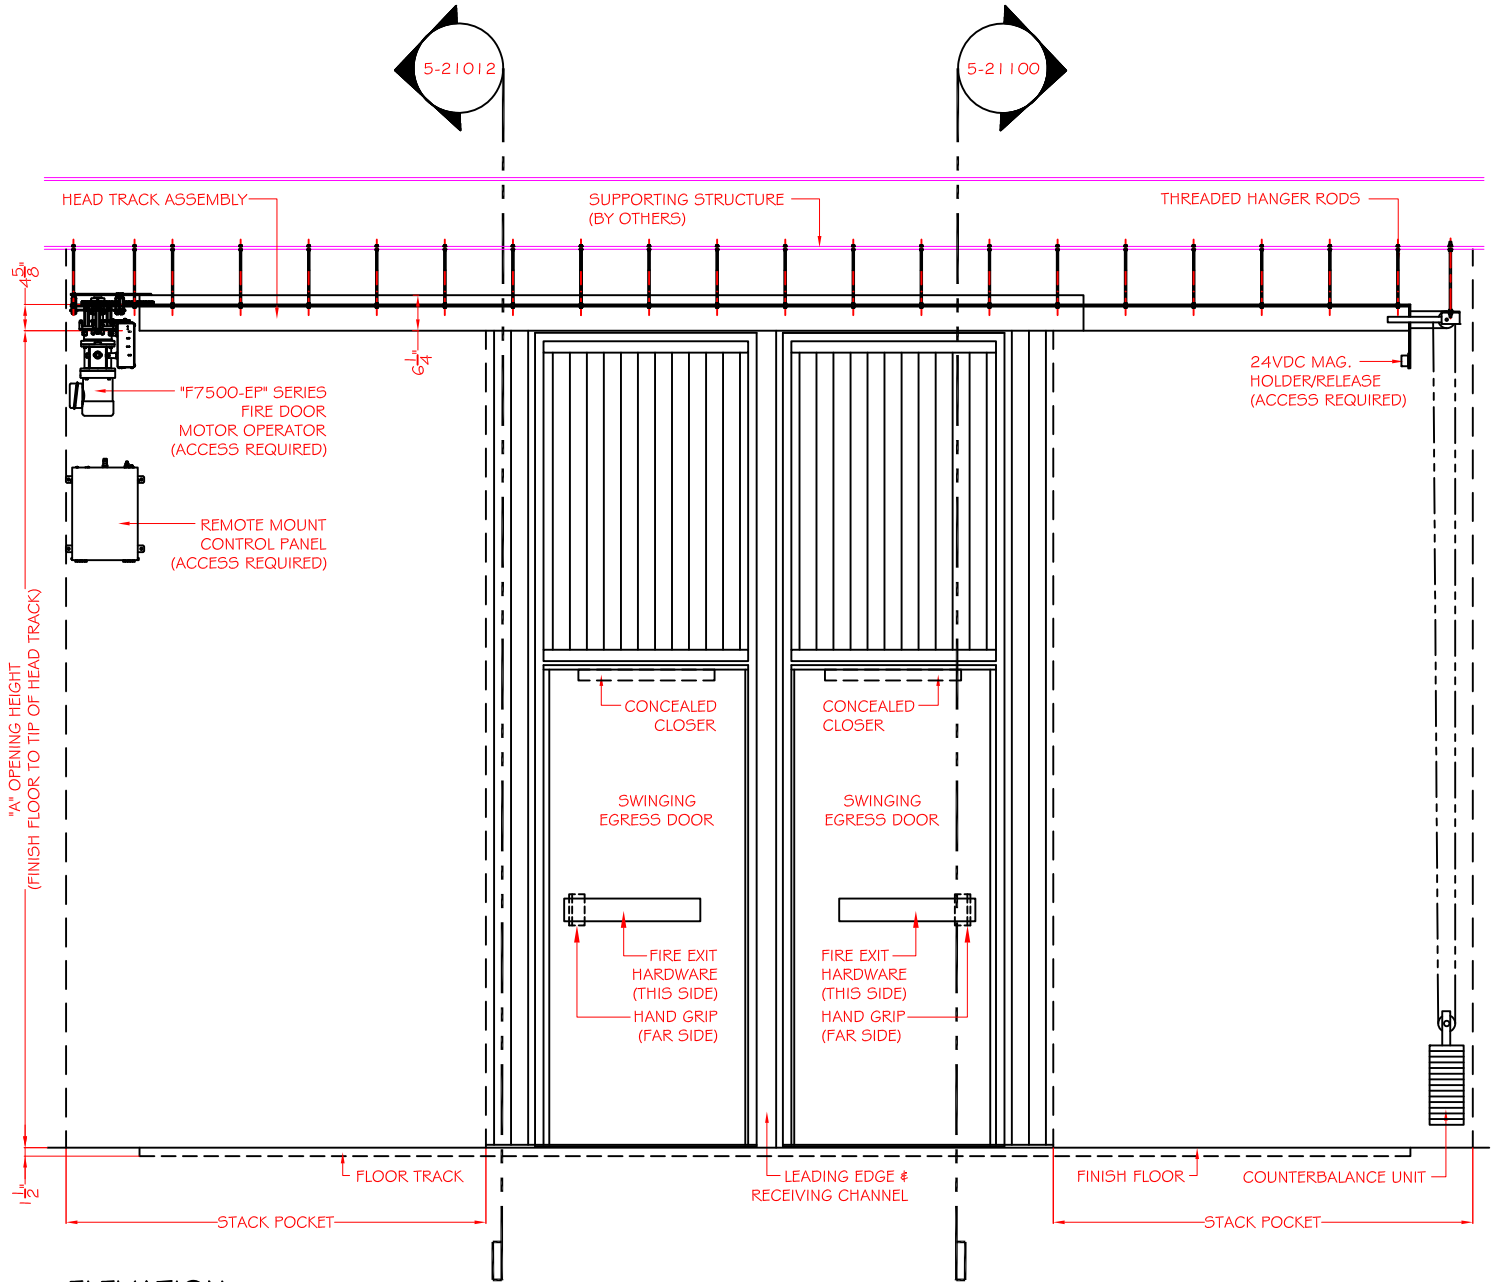 5-21012
5-21100
HEAD TRACK ASSEMBLY
SUPPORTING STRUCTURE
(BY OTHERS)
THREADED HANGER RODS
4 5/8"
6 1/4"
24VDC MAG.
HOLDER/RELEASE
(ACCESS REQUIRED)
"F7500-EP" SERIES
FIRE DOOR
MOTOR OPERATOR
(ACCESS REQUIRED)
REMOTE MOUNT
CONTROL PANEL
(ACCESS REQUIRED)
"A" OPENING HEIGHT
(FINISH FLOOR TO TIP OF HEAD TRACK)
CONCEALED
CLOSER
CONCEALED
CLOSER
SWINGING
EGRESS DOOR
SWINGING
EGRESS DOOR
FIRE EXIT
HARDWARE
(THIS SIDE)
HAND GRIP
(FAR SIDE)
FIRE EXIT
HARDWARE
(THIS SIDE)
HAND GRIP
(FAR SIDE)
1 1/2"
FLOOR TRACK
LEADING EDGE &
RECEIVING CHANNEL
FINISH FLOOR
COUNTERBALANCE UNIT
STACK POCKET
STACK POCKET
ELEVATION